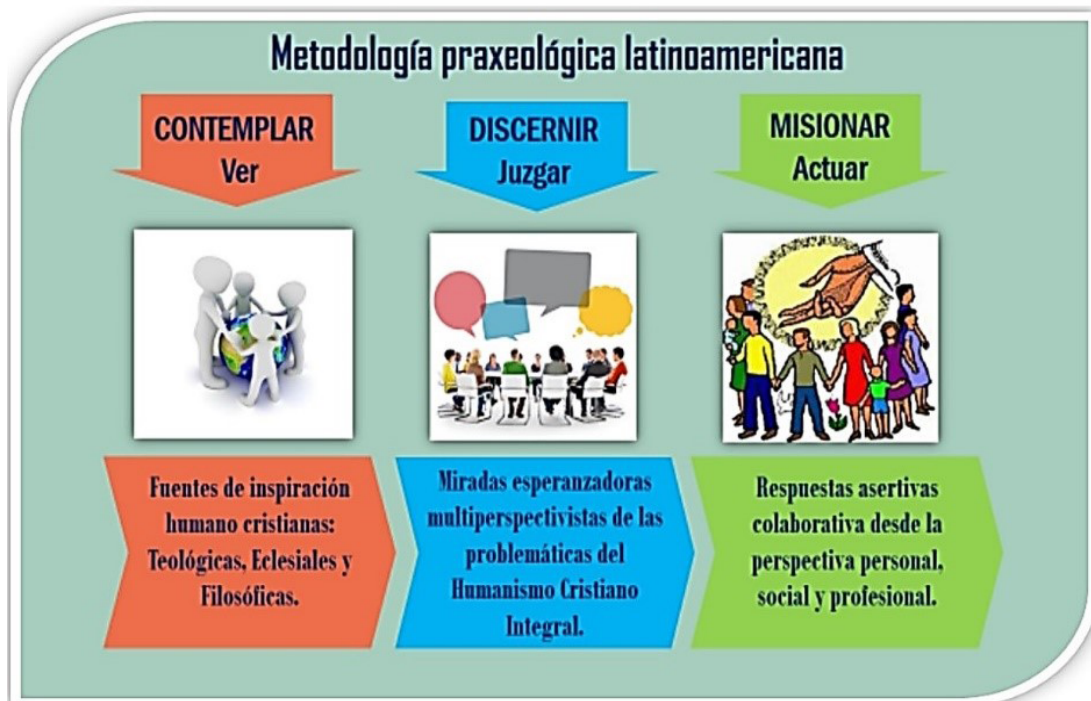 Metodología praxeológica latinoamericana
CONTEMPLAR
Ver
DISCERNIR
Juzgar
MISIONAR
Actuar
Fuentes de inspiración
humano cristianas:
Teológicas, Eclesiales y
Filosóficas.
Miradas esperanzadoras
multiperspectivistas de las
problemáticas del
Humanismo Cristiano
Integral.
Respuestas asertivas
colaborativa desde la
perspectiva personal,
social y profesional.